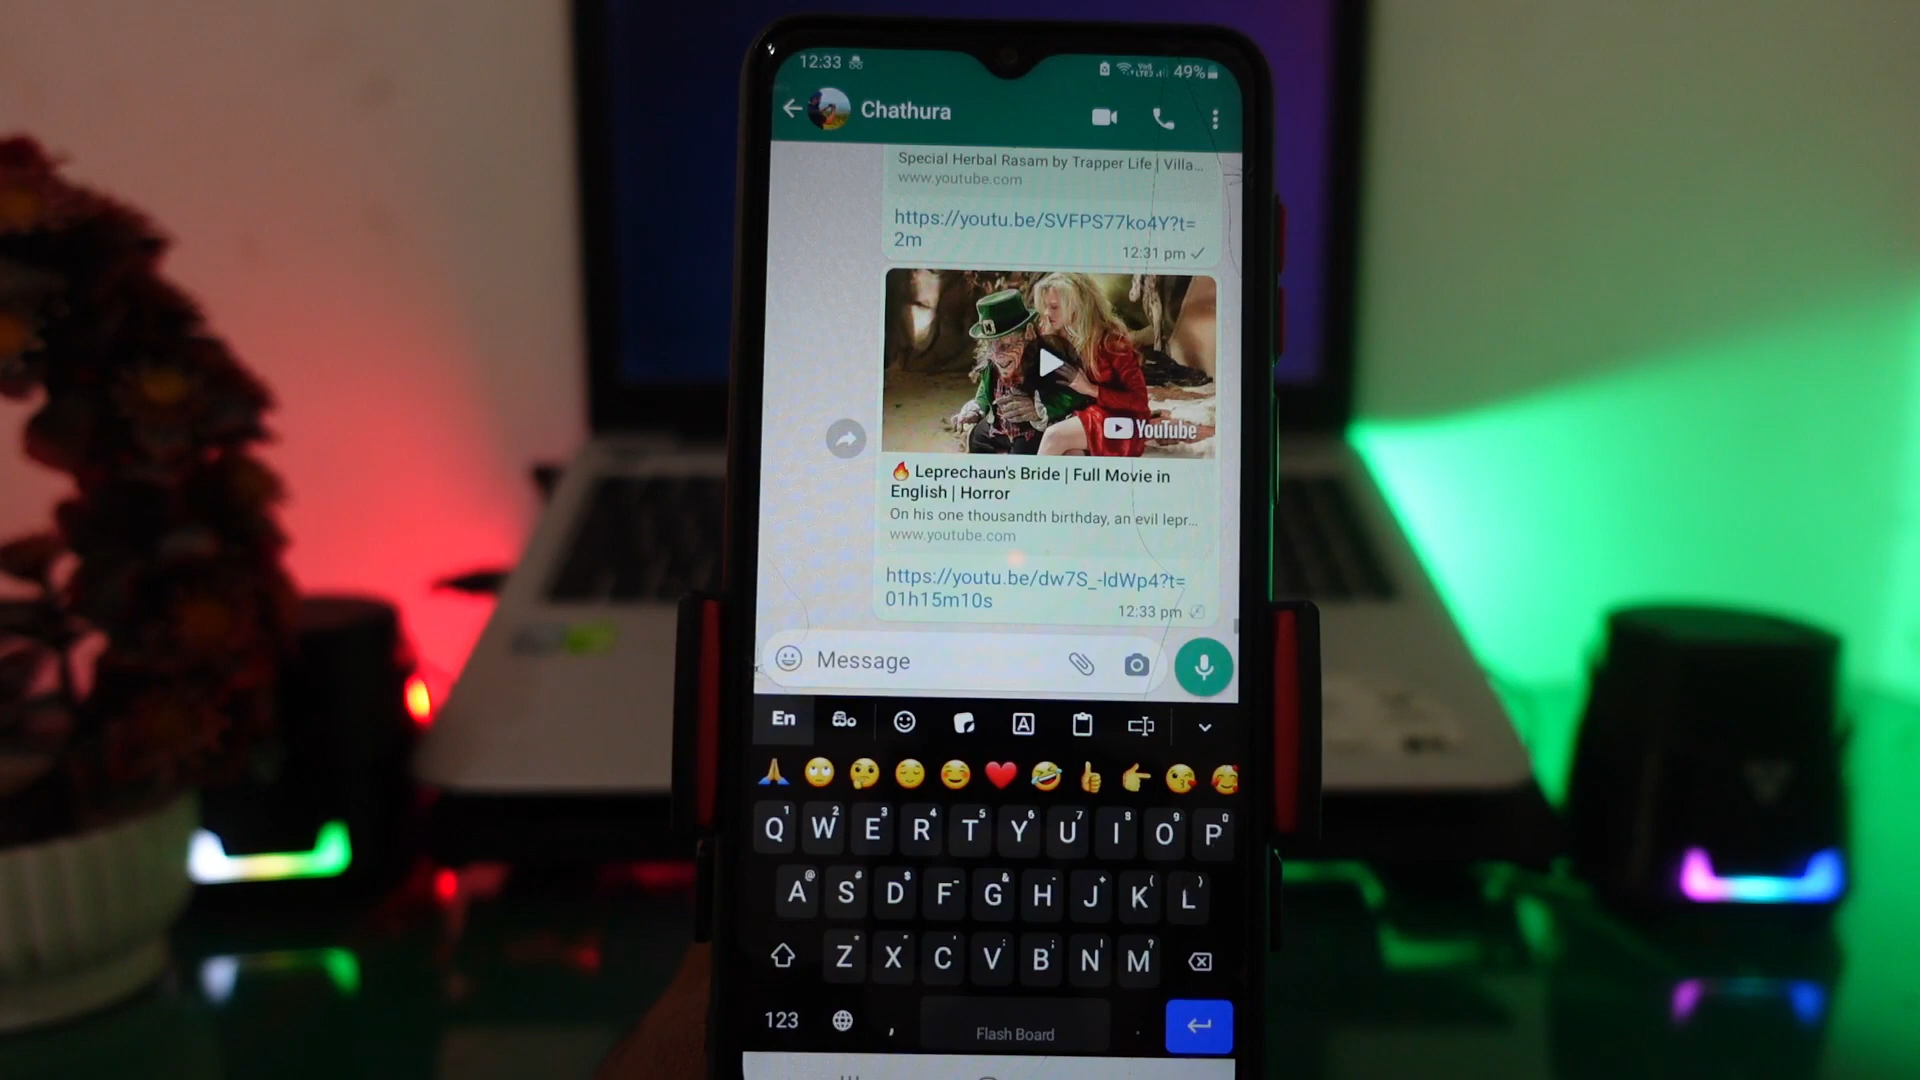 12:33
49%
Chathura
Special Herbal Rasam by Trapper Life | Villa...
www.youtube.com
https://youtu.be/SVFPS77ko4Y?t=
2m
12:31 pm
YouTube
🔥 Leprechaun's Bride | Full Movie in
English | Horror
On his one thousandth birthday, an evil lepr...
www.youtube.com
https://youtu.be/dw7S_-ldWp4?t=
01h15m10s
12:33 pm
Message
En
Q W E R T Y U I O P
A S D F G H J K L
Z X C V B N M
123 , Flash Board .